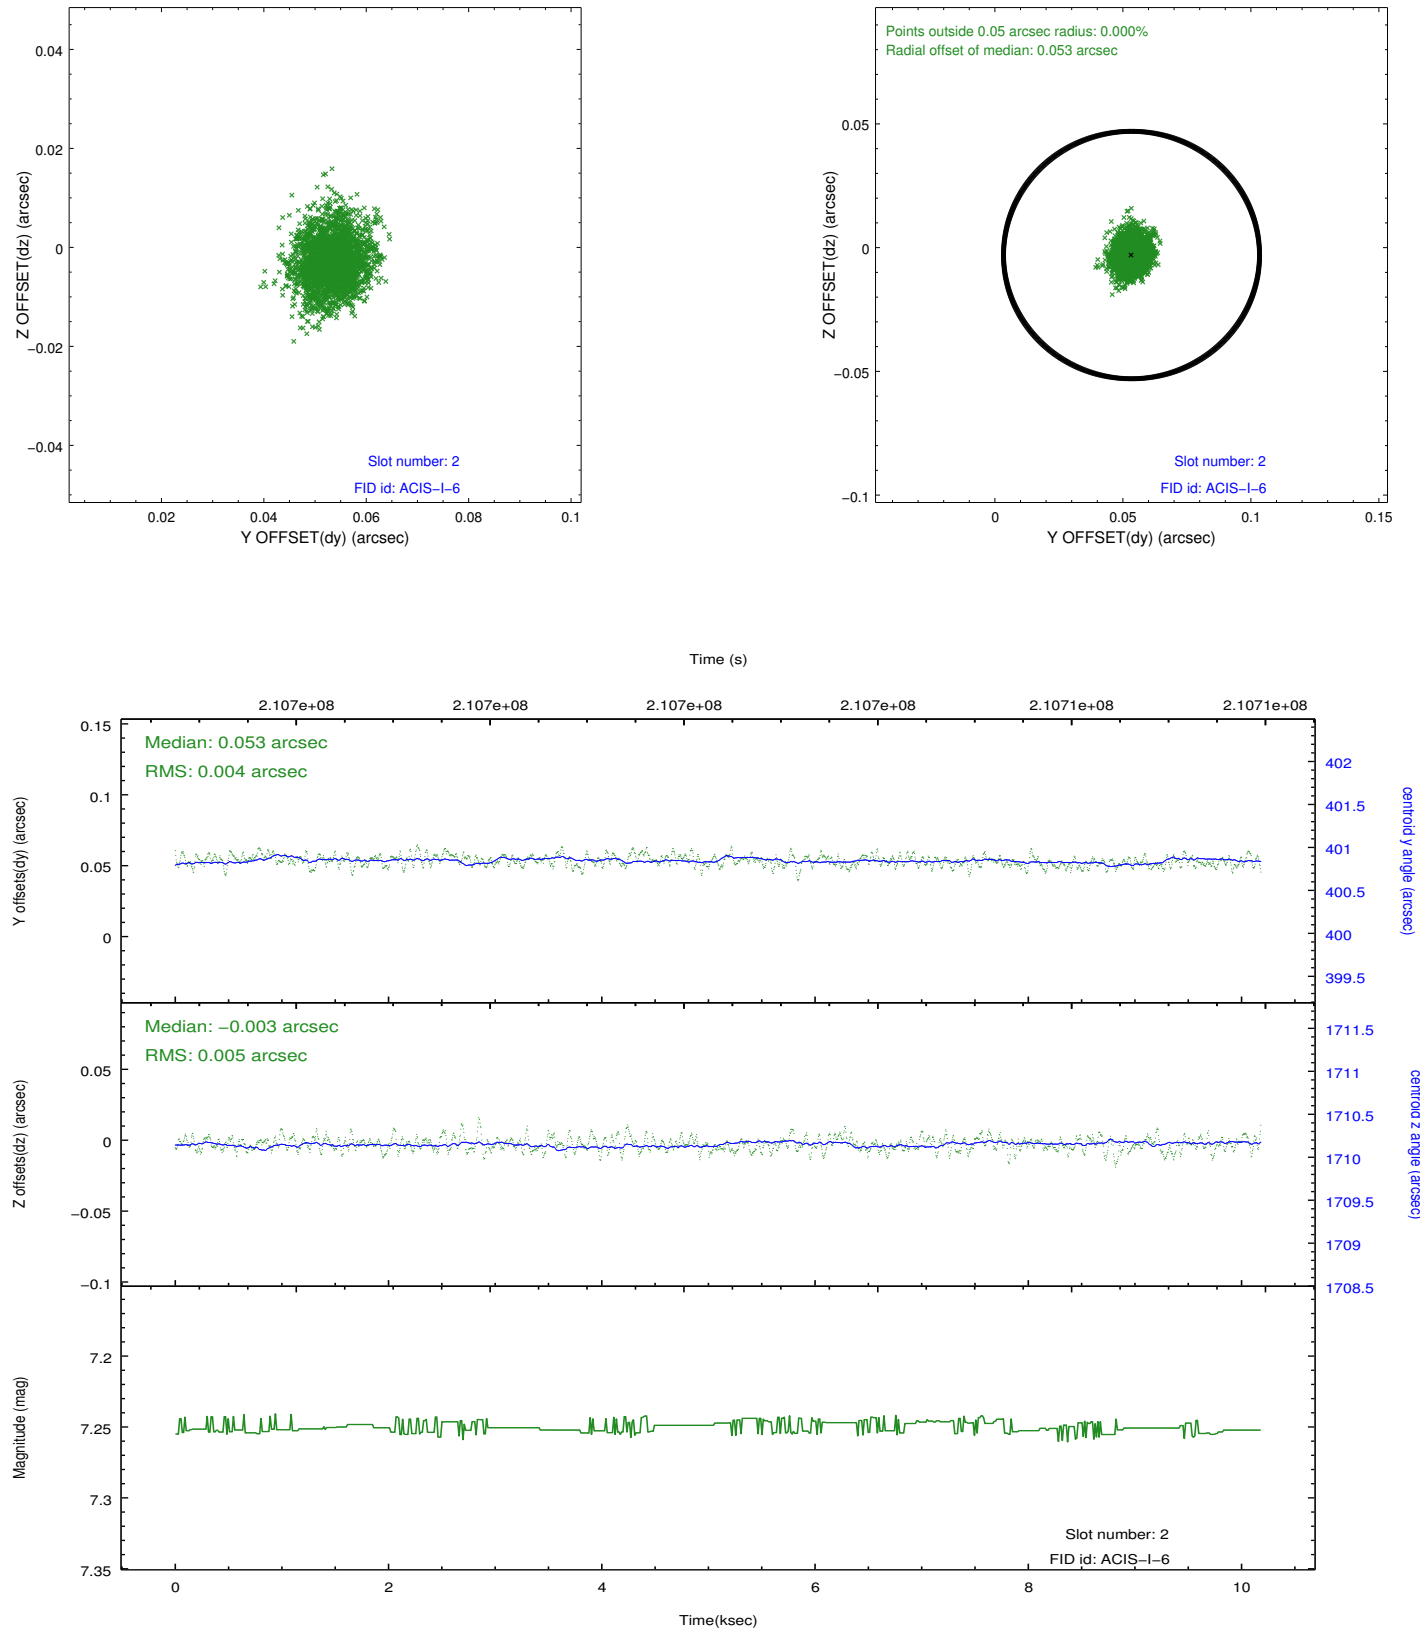 0.04
0.02
0
−0.02
−0.04
Z OFFSET(dz) (arcsec)
Slot number: 2
FID id: ACIS−I−6
0.02 0.04 0.06 0.08 0.1
Y OFFSET(dy) (arcsec)
Points outside 0.05 arcsec radius: 0.000%
Radial offset of median: 0.053 arcsec
0.05
0
−0.05
−0.1
Z OFFSET(dz) (arcsec)
Slot number: 2
FID id: ACIS−I−6
0 0.05 0.1 0.15
Y OFFSET(dy) (arcsec)
Time (s)
2.107e+08 2.107e+08 2.107e+08 2.107e+08 2.1071e+08 2.1071e+08
Median: 0.053 arcsec
RMS: 0.004 arcsec
0.15
0.1
0.05
0
Y offsets(dy) (arcsec)
402
401.5
401
400.5
400
399.5
centroid y angle (arcsec)
Median: −0.003 arcsec
RMS: 0.005 arcsec
0.05
0
−0.05
−0.1
Z offsets(dz) (arcsec)
1711.5
1711
1710.5
1710
1709.5
1709
1708.5
centroid z angle (arcsec)
7.2
7.25
7.3
7.35
Magnitude (mag)
Slot number: 2
FID id: ACIS−I−6
0 2 4 6 8 10
Time(ksec)